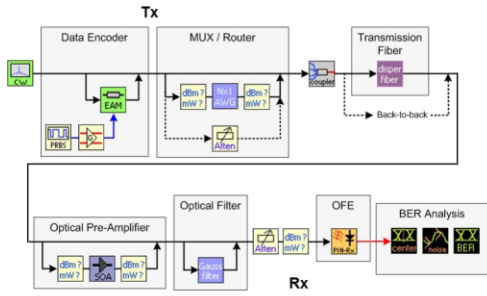 Tx
Data Encoder
MUX / Router
Transmission
Fiber
CW
EAM
PRBS
dBm ?
mW ?
Nx1
AWG
dBm ?
mW ?
Atten
coupler
disper
fiber
Back-to-back
Optical Pre-Amplifier
Optical Filter
OFE
BER Analysis
dBm ?
mW ?
SOA
dBm ?
mW ?
Gauss
filter
Atten
dBm ?
mW ?
PIN-Rx
center
noise
BER
Rx